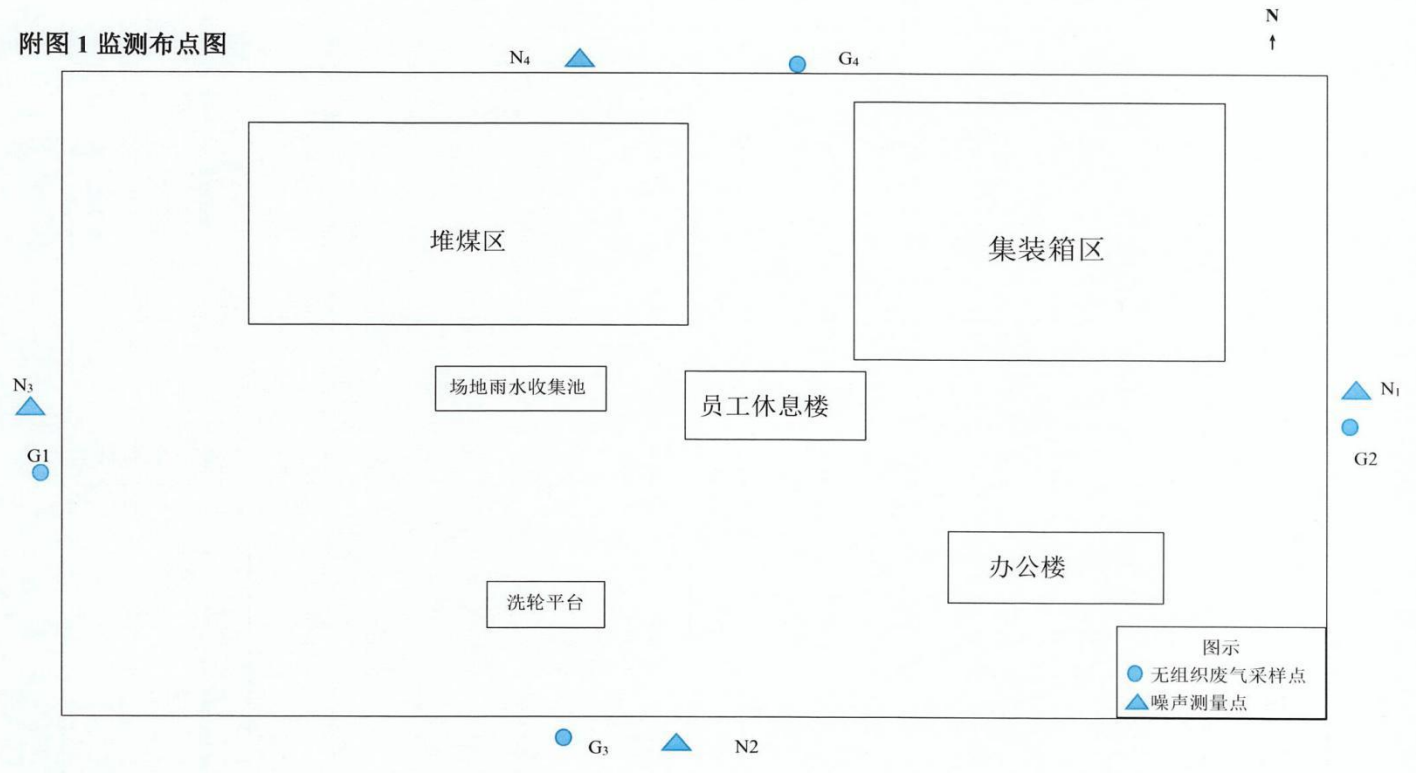 N
附图 1 监测布点图
N₄
G₄
堆煤区
集装箱区
N₃
场地雨水收集池
员工休息楼
N₁
G1
G2
办公楼
洗轮平台
图示
无组织废气采样点
噪声测量点
G₃
N2